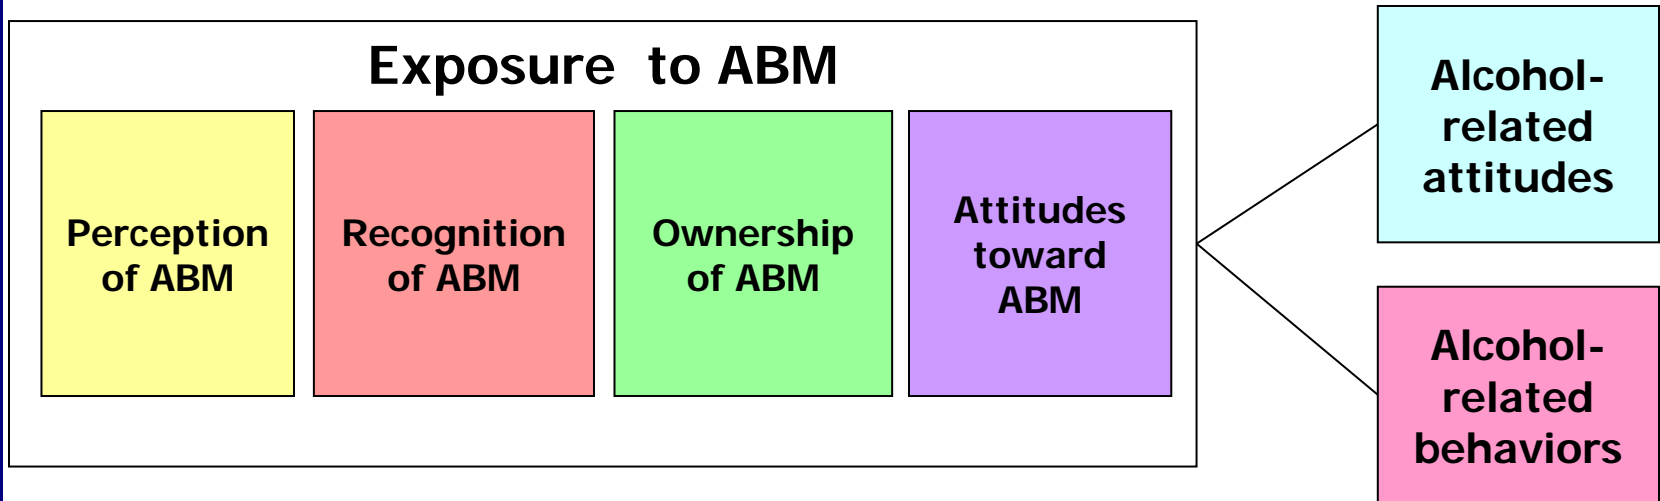 Exposure to ABM
Perception
of ABM
Recognition
of ABM
Ownership
of ABM
Attitudes
toward
ABM
Alcohol-
related
attitudes
Alcohol-
related
behaviors